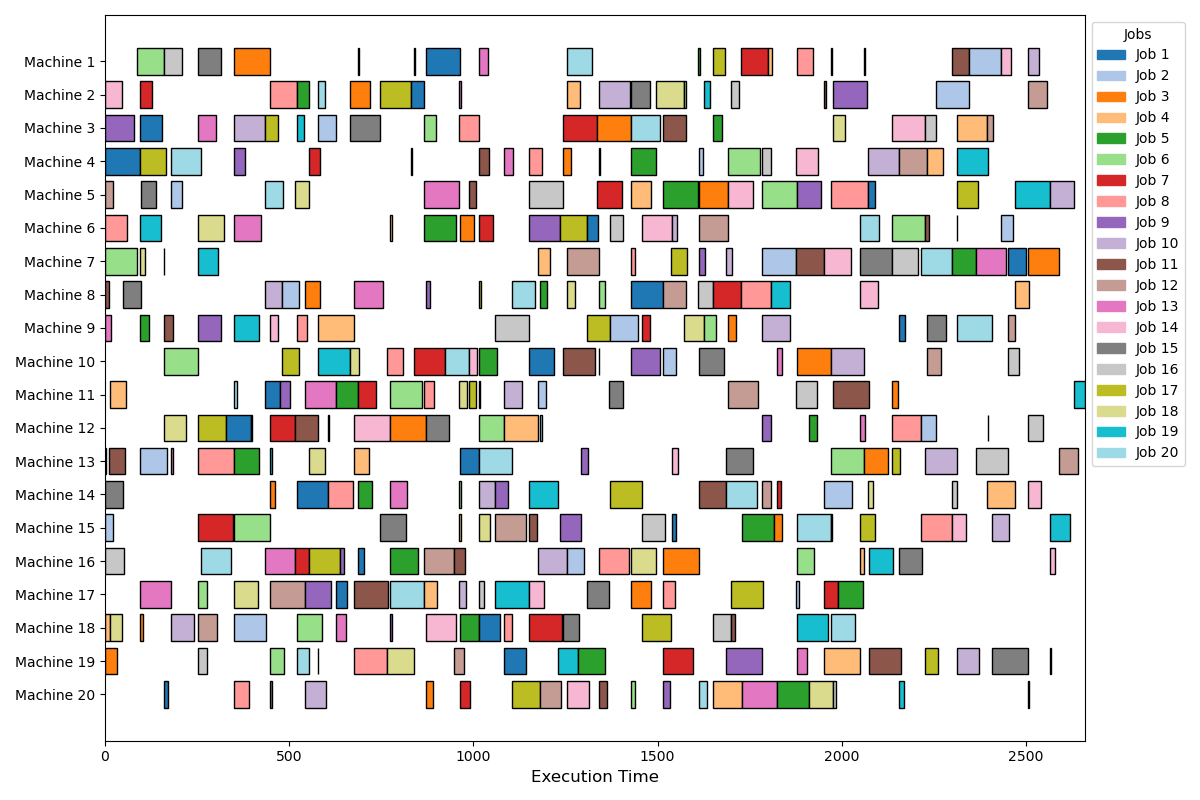 Machine 1
Machine 2
Machine 3
Machine 4
Machine 5
Machine 6
Machine 7
Machine 8
Machine 9
Machine 10
Machine 11
Machine 12
Machine 13
Machine 14
Machine 15
Machine 16
Machine 17
Machine 18
Machine 19
Machine 20
0 500 1000 1500 2000 2500
Execution Time
Jobs
Job 1
Job 2
Job 3
Job 4
Job 5
Job 6
Job 7
Job 8
Job 9
Job 10
Job 11
Job 12
Job 13
Job 14
Job 15
Job 16
Job 17
Job 18
Job 19
Job 20